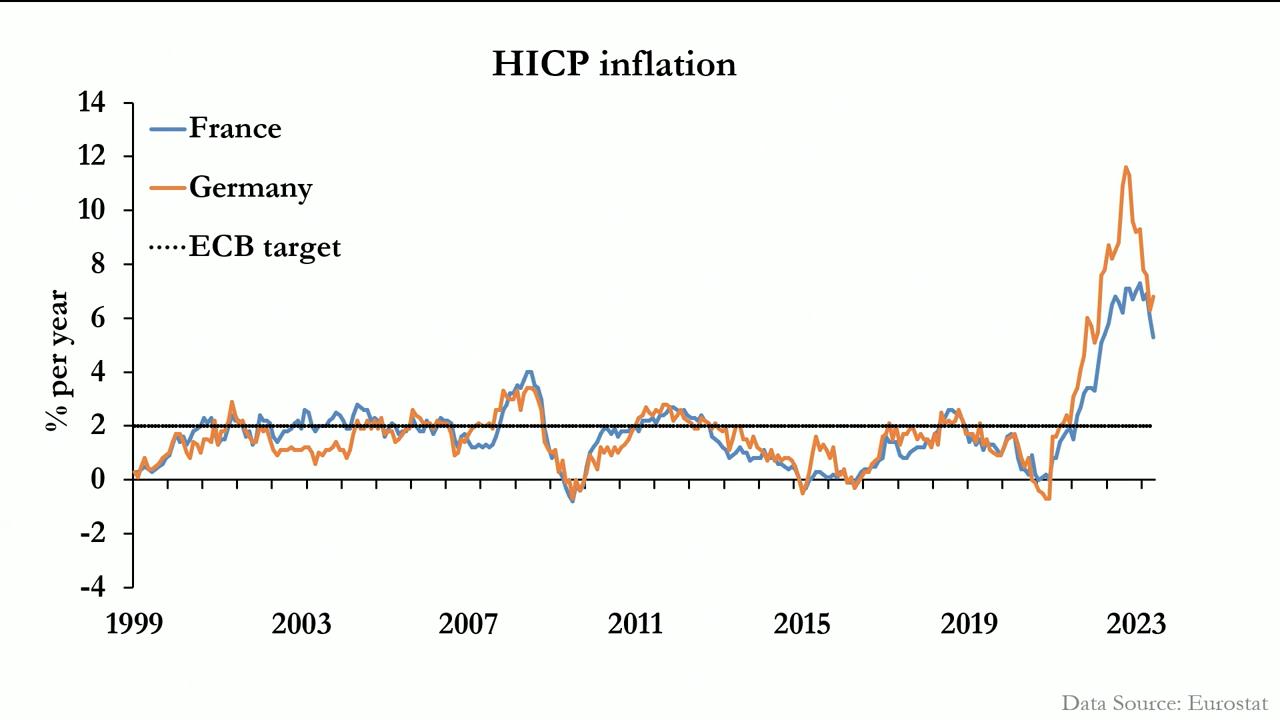 HICP inflation
14
12
10
8
6
4
2
0
-2
-4
% per year
France
Germany
ECB target
1999 2003 2007 2011 2015 2019 2023
Data Source: Eurostat